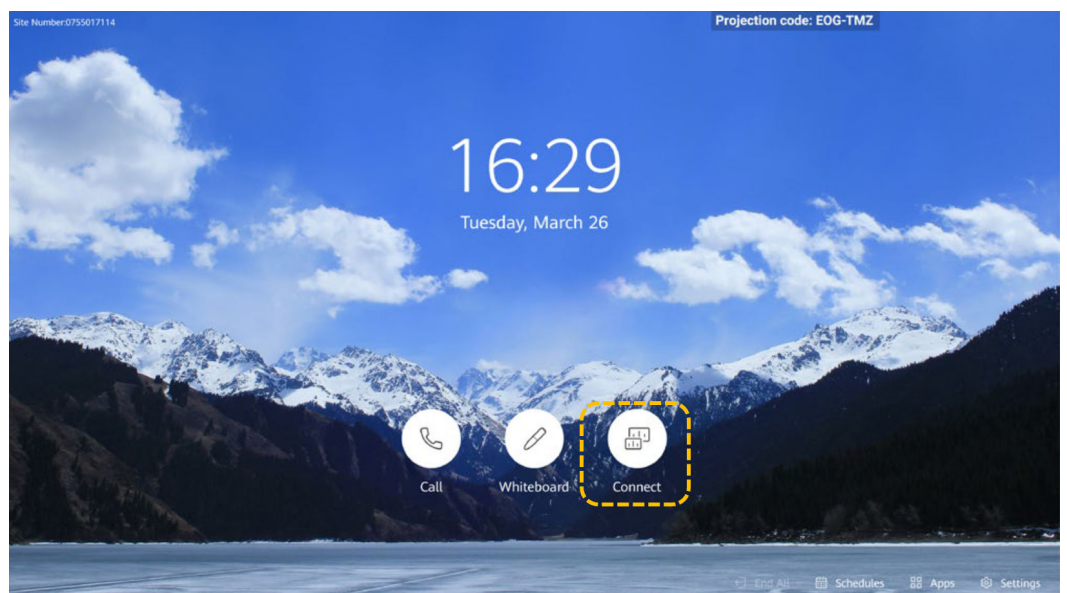 Site Number:0755017114
Projection code: EOG-TMZ
16:29
Tuesday, March 26
Call
Whiteboard
Connect
End All
Schedules
Apps
Settings